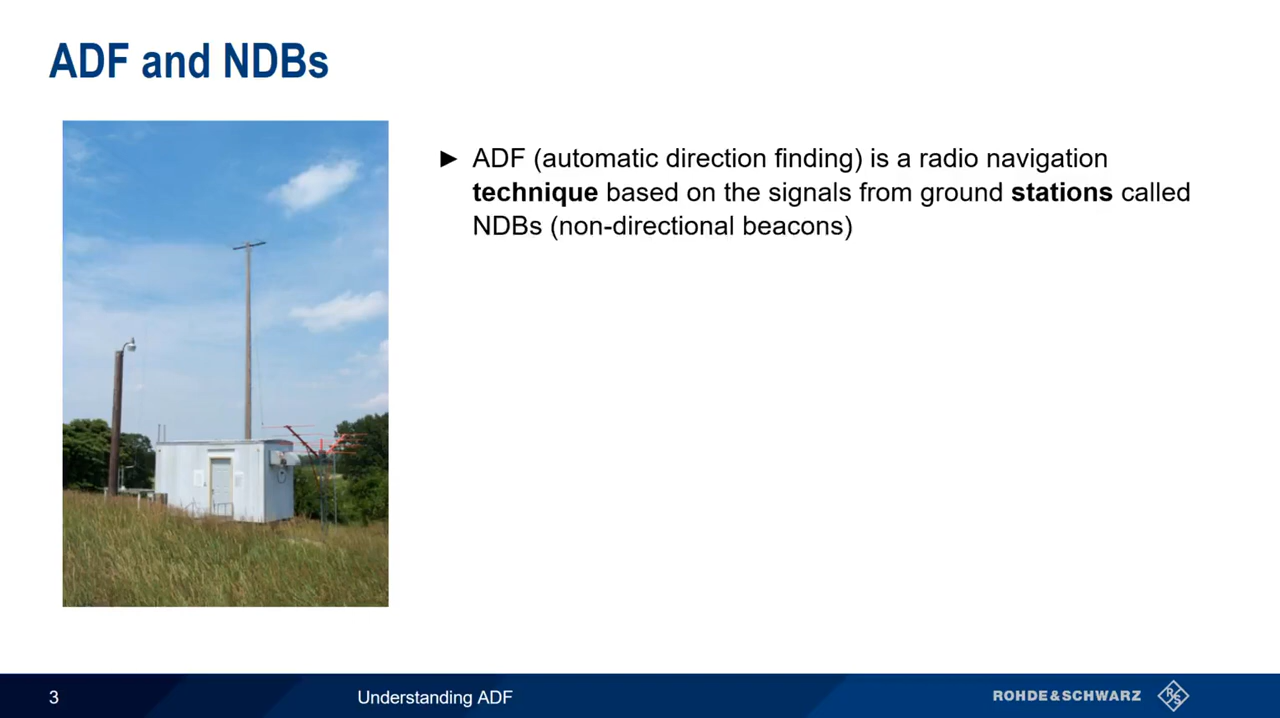 ADF and NDBs
► ADF (automatic direction finding) is a radio navigation
technique based on the signals from ground stations called
NDBs (non-directional beacons)
3
Understanding ADF
ROHDE&SCHWARZ
R&S